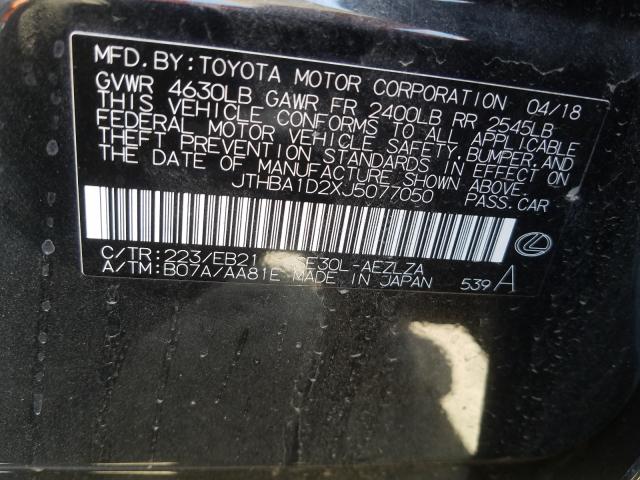 MFD. BY: TOYOTA MOTOR CORPORATION 04/18
GVWR 4630LB GAWR FR 2400LB RR 2545LB
THIS VEHICLE CONFORMS TO ALL APPLICABLE
FEDERAL MOTOR VEHICLE SAFETY, BUMPER, AND
THEFT PREVENTION STANDARDS IN EFFECT ON
THE DATE OF MANUFACTURE SHOWN ABOVE.
JTHBA1D2XJ5077050 PASS. CAR
C/TR: 223/EB21 SE30L-AEZLZA
A/TM: B07A/AA81E MADE IN JAPAN 539 A